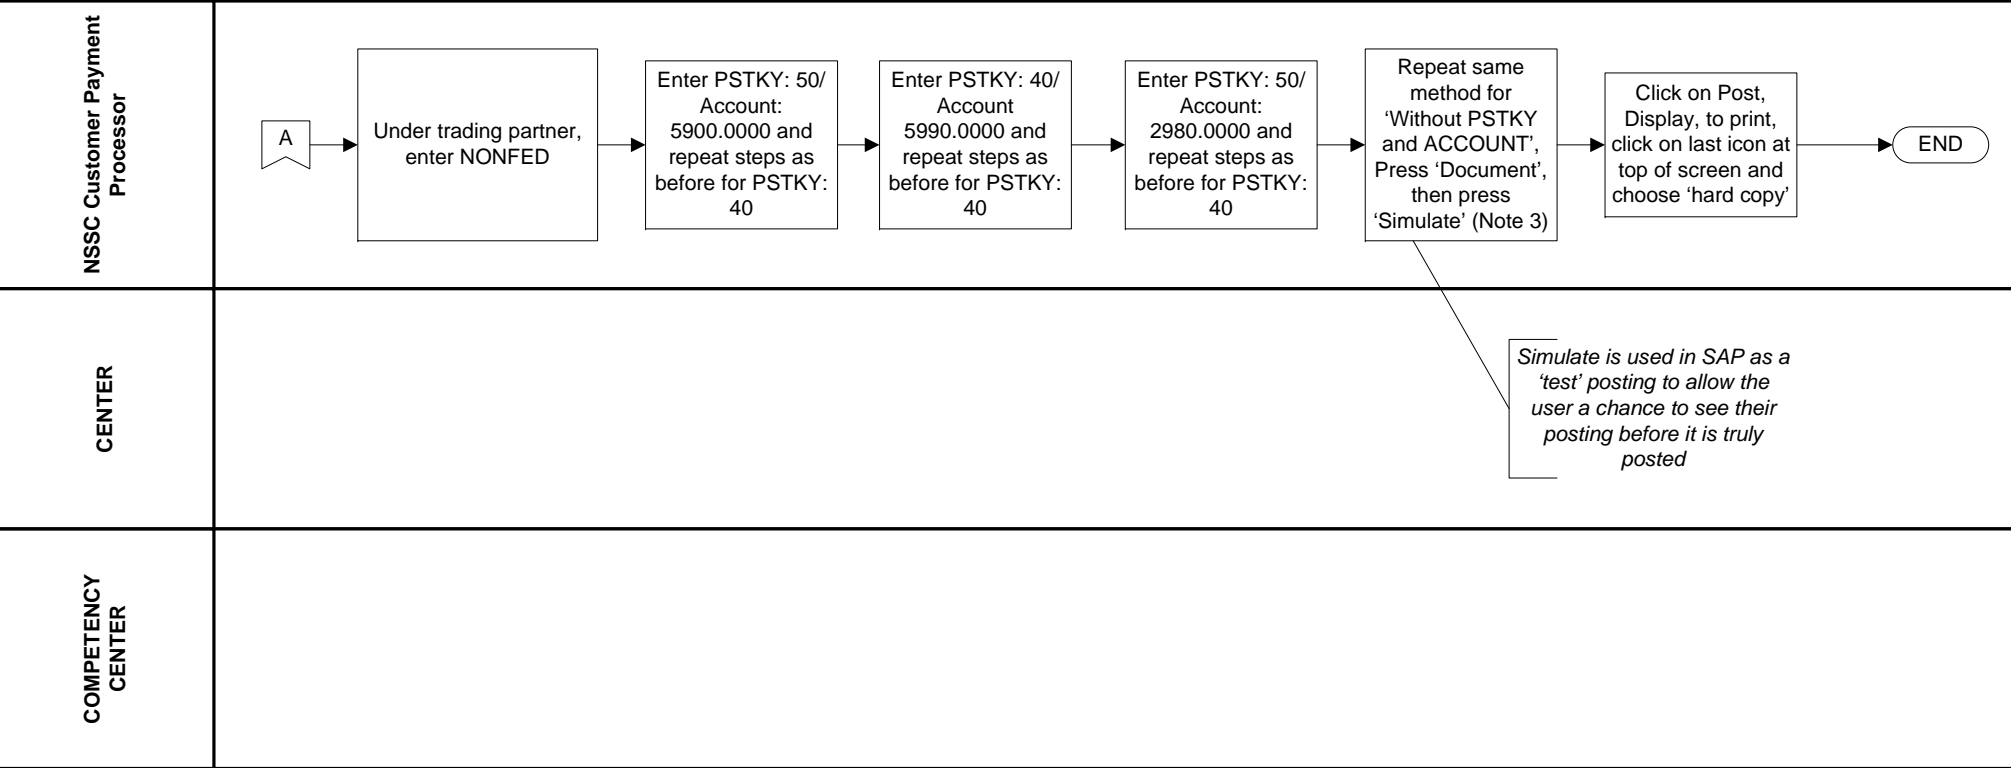 NSSC Customer Payment
Processor
A
Under trading partner,
enter NONFED
Enter PSTKY: 50/
Account:
5900.0000 and
repeat steps as
before for PSTKY:
40
Enter PSTKY: 40/
Account
5990.0000 and
repeat steps as
before for PSTKY:
40
Enter PSTKY: 50/
Account:
2980.0000 and
repeat steps as
before for PSTKY:
40
Repeat same
method for
‘Without PSTKY
and ACCOUNT’,
Press ‘Document’,
then press
‘Simulate’ (Note 3)
Click on Post,
Display, to print,
click on last icon at
top of screen and
choose ‘hard copy’
END
CENTER
Simulate is used in SAP as a
‘test’ posting to allow the
user a chance to see their
posting before it is truly
posted
COMPETENCY
CENTER